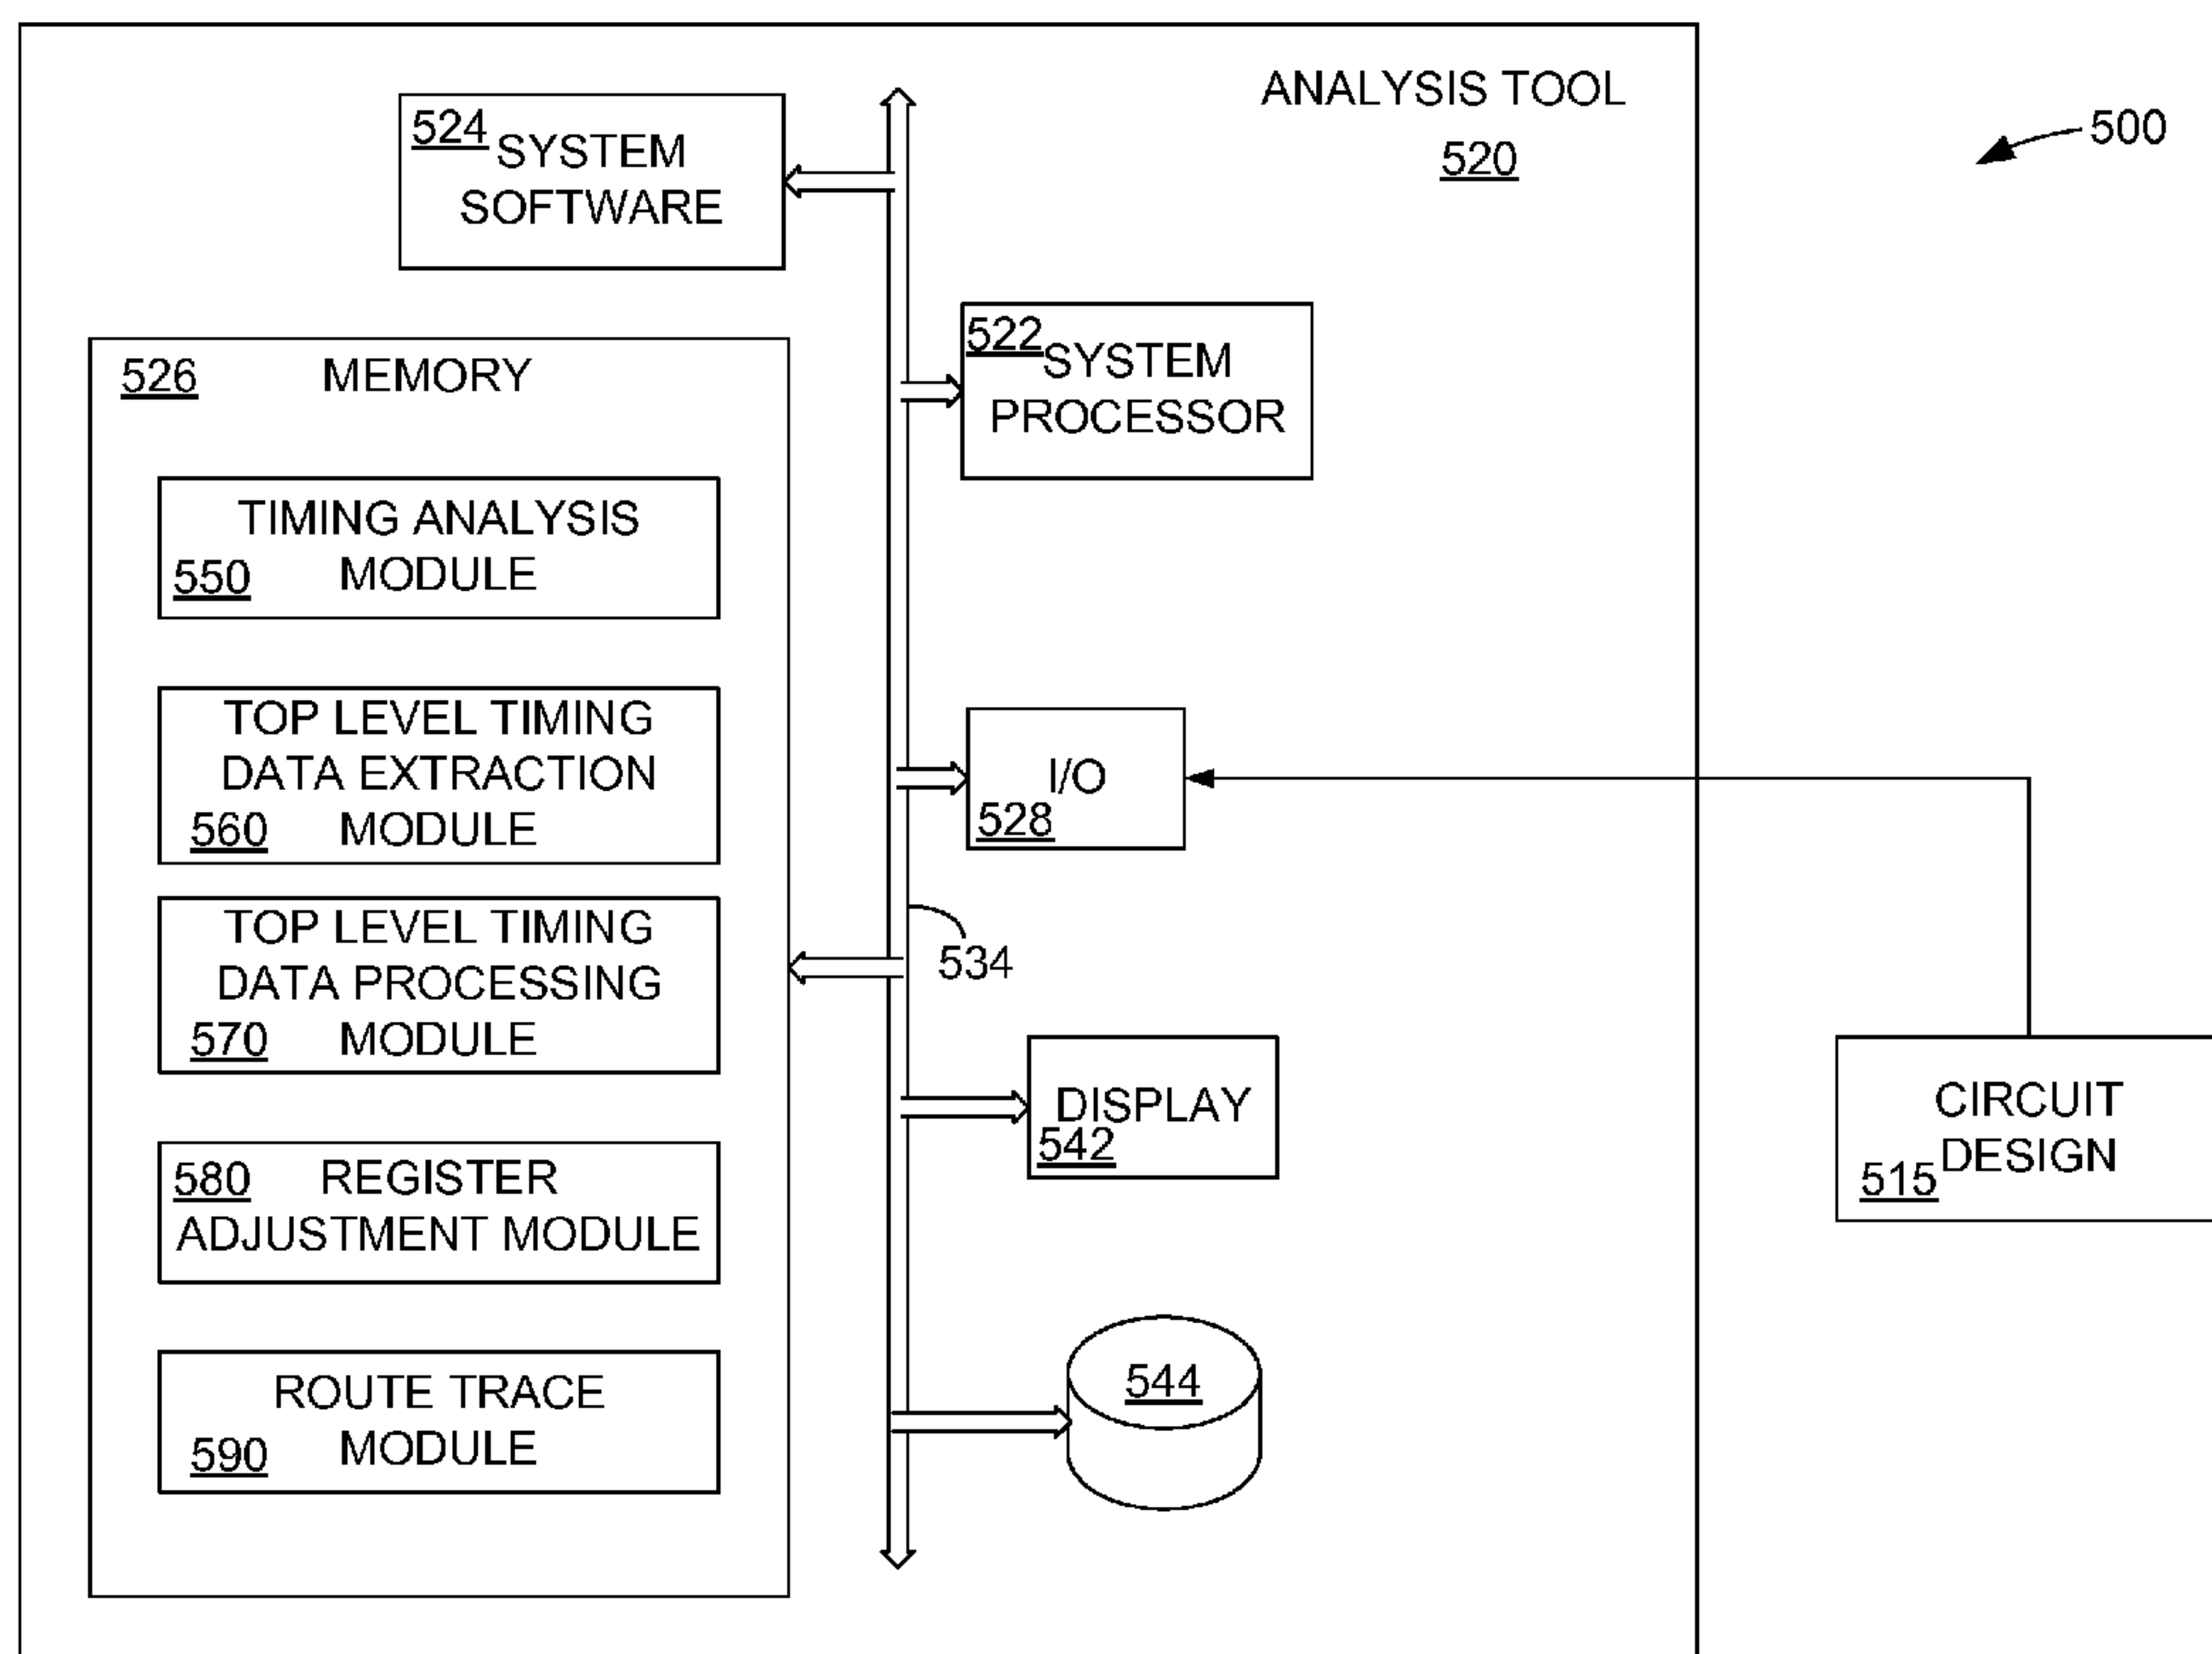 ANALYSIS TOOL
520
500
524
SYSTEM
SOFTWARE
522
SYSTEM
PROCESSOR
526 MEMORY
TIMING ANALYSIS
550 MODULE
TOP LEVEL TIMING
DATA EXTRACTION
560 MODULE
I/O
528
TOP LEVEL TIMING
DATA PROCESSING
570 MODULE
534
DISPLAY
542
CIRCUIT
DESIGN
515
580 REGISTER
ADJUSTMENT MODULE
544
ROUTE TRACE
590 MODULE